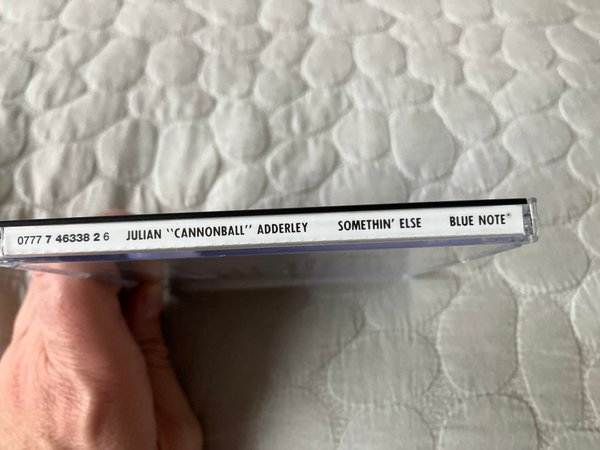 0777 7 46338 2 6 JULIAN "CANNONBALL" ADDERLEY SOMETHIN' ELSE BLUE NOTE®